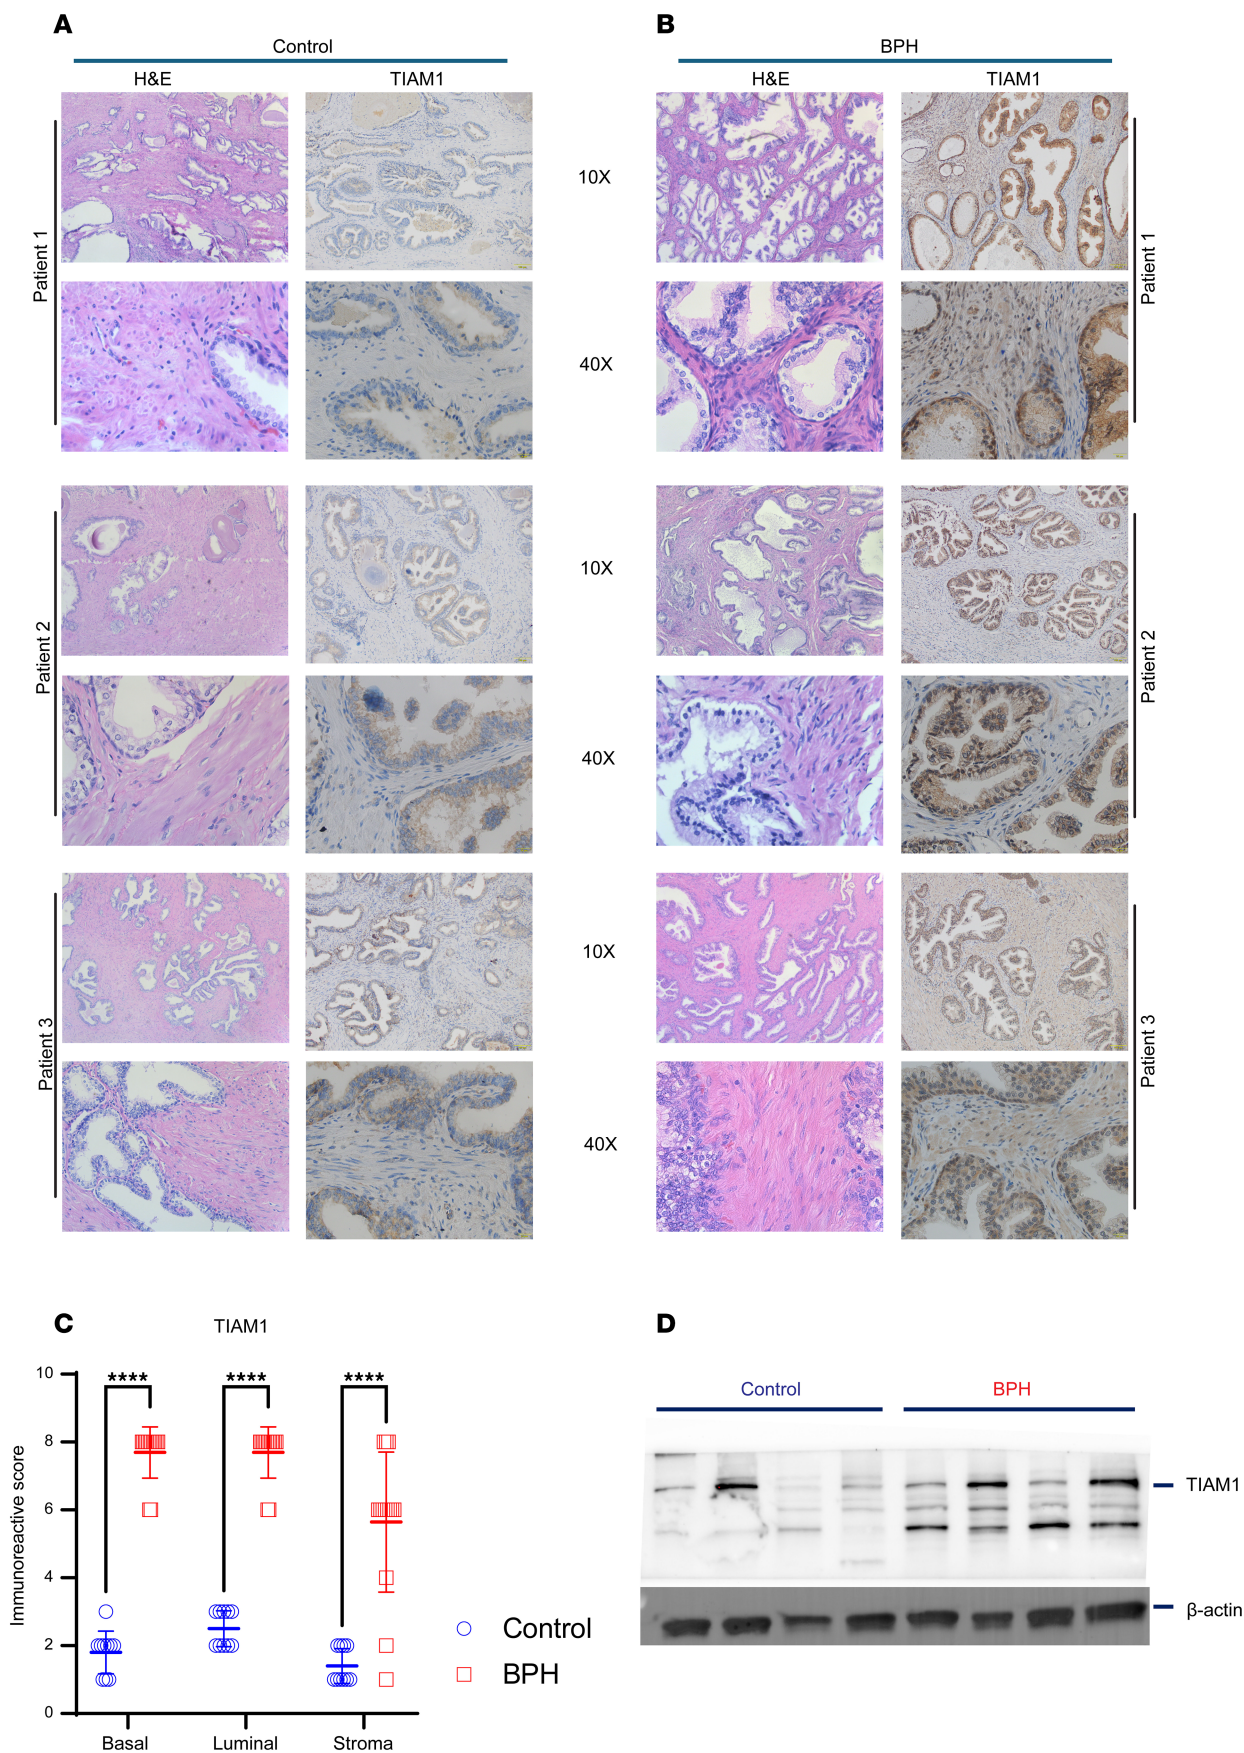 A
Control
H&E
TIAM1
Patient 1
10X
40X
Patient 2
10X
40X
Patient 3
10X
40X
B
BPH
H&E
TIAM1
Patient 1
Patient 2
Patient 3
C
TIAM1
Immunoreactive score
10
8
6
4
2
0
****
****
****
Basal
Luminal
Stroma
Control
BPH
D
Control
BPH
TIAM1
β-actin